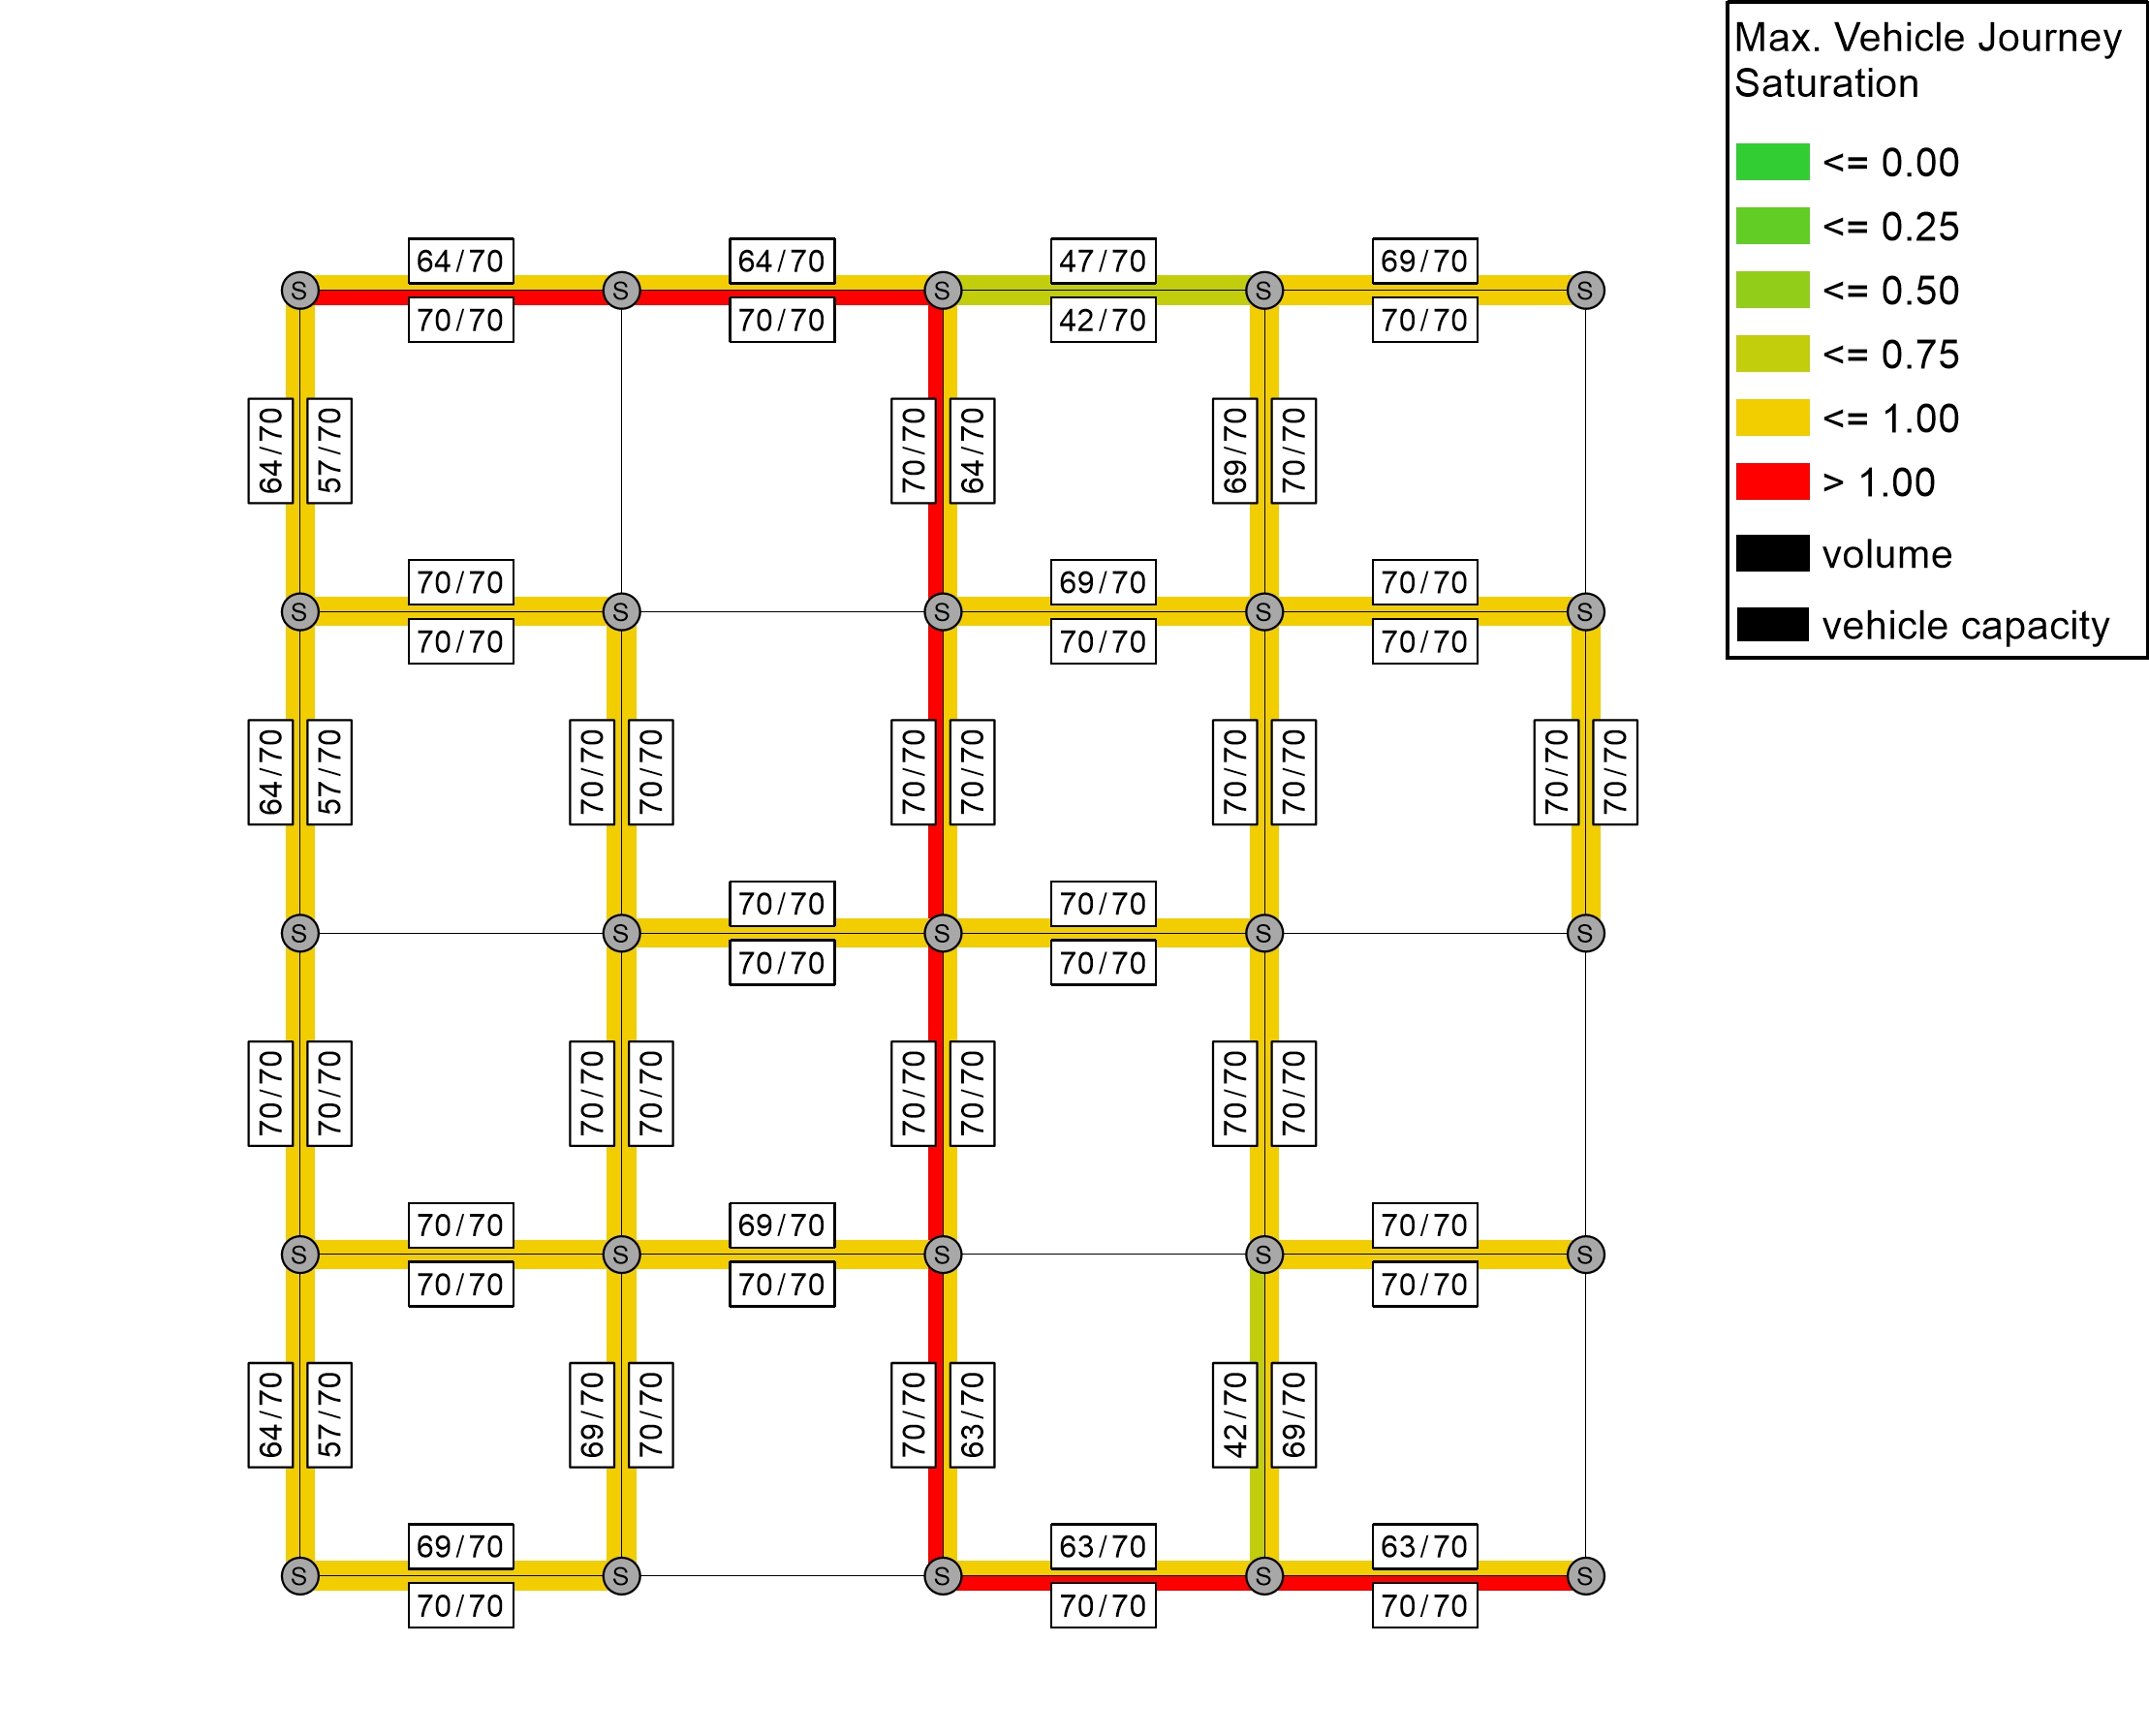 Max. Vehicle Journey
Saturation
<= 0.00
<= 0.25
<= 0.50
<= 0.75
<= 1.00
> 1.00
volume
vehicle capacity
64/70 64/70 47/70 69/70
S S S S S
70/70 70/70 42/70 70/70
64/70 57/70 70/70 64/70 69/70 70/70
70/70 69/70 70/70
S S S S S
70/70 70/70 70/70
64/70 57/70 70/70 70/70 70/70 70/70 70/70 70/70 70/70 70/70
70/70 70/70
S S S S S
70/70 70/70
70/70 70/70 70/70 70/70 70/70 70/70 70/70 70/70
70/70 69/70 70/70
S S S S S
70/70 70/70 70/70
64/70 57/70 69/70 70/70 70/70 63/70 42/70 69/70
69/70 63/70 63/70
S S S S S
70/70 70/70 70/70